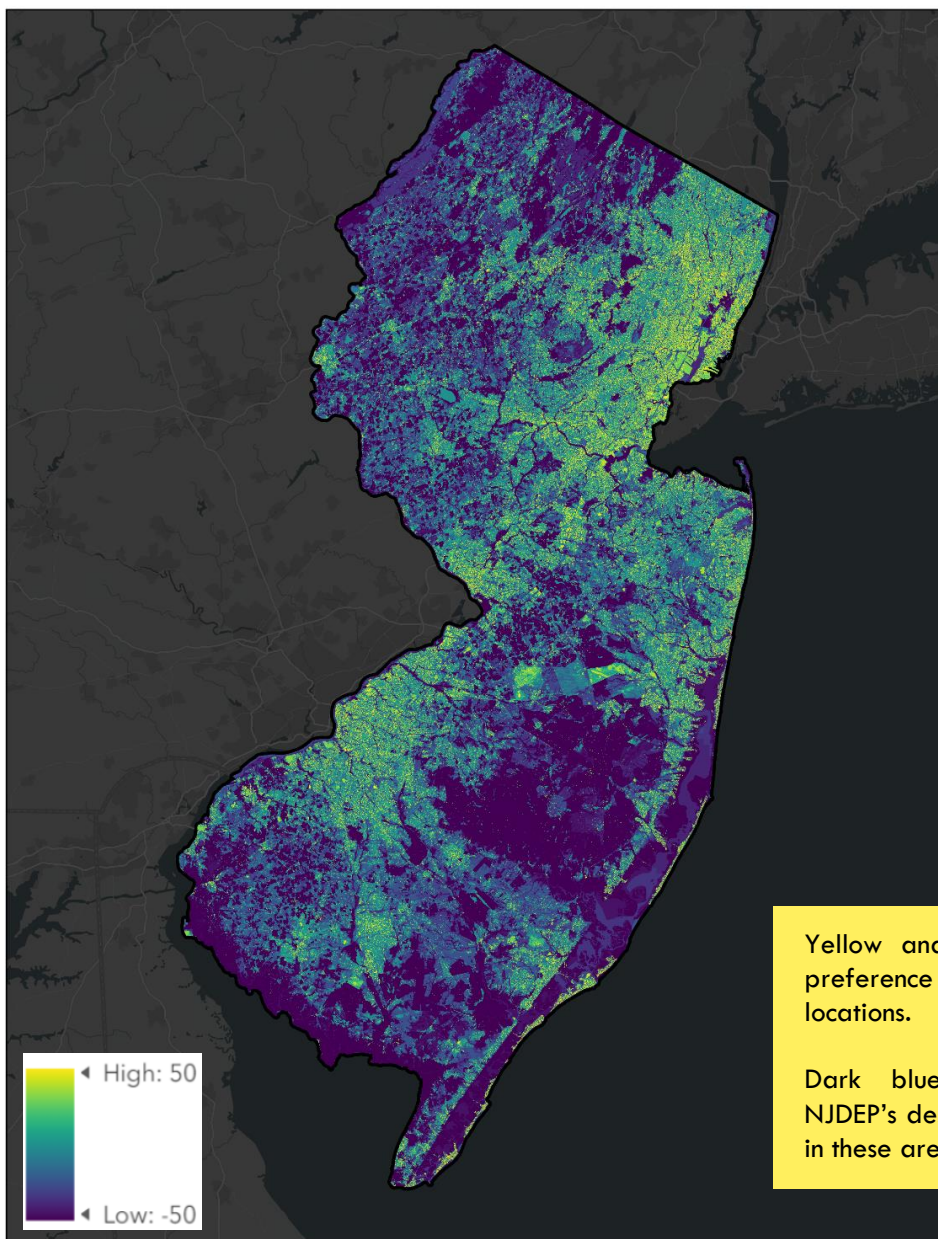 Yellow and
preference
locations.
Dark blue
NJDEP's de
in these are
High: 50
Low: -50